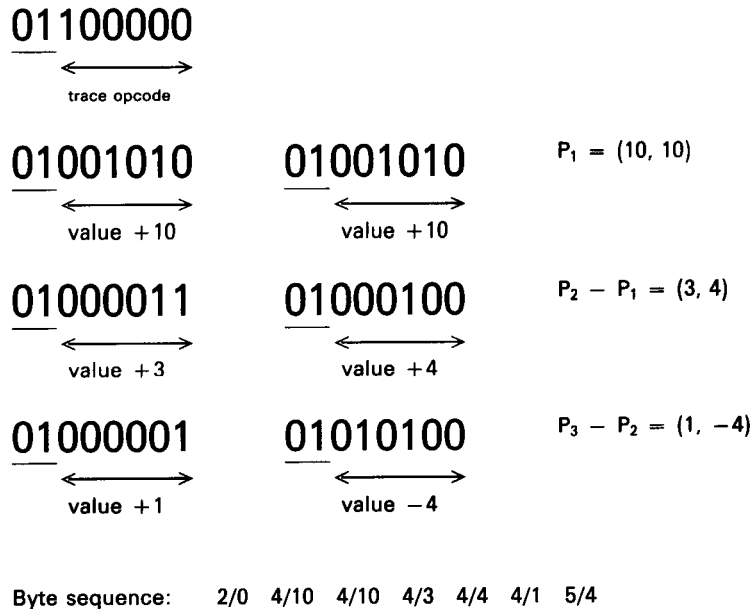 01100000
trace opcode
01001010 01001010 P₁ = (10, 10)
value +10 value +10
01000011 01000100 P₂ − P₁ = (3, 4)
value +3 value +4
01000001 01010100 P₃ − P₂ = (1, −4)
value +1 value −4
Byte sequence: 2/0 4/10 4/10 4/3 4/4 4/1 5/4